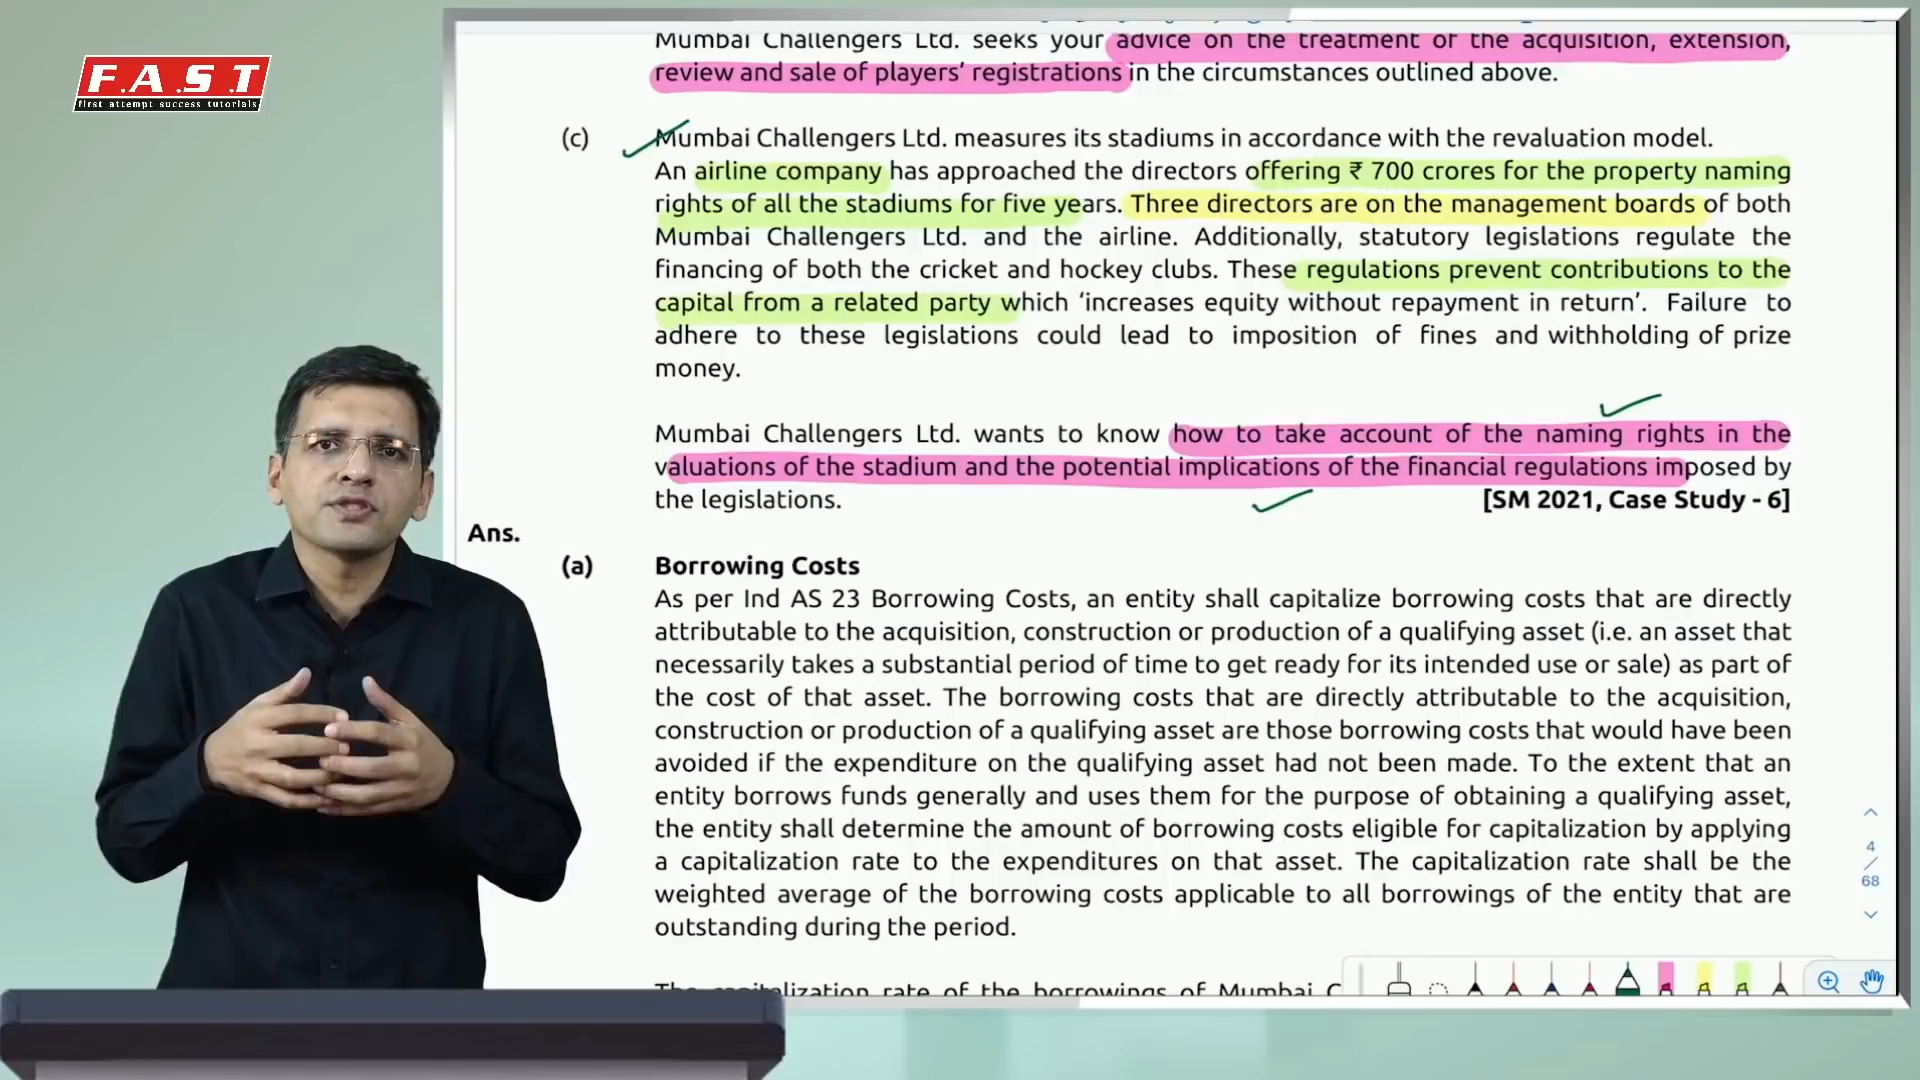 F.A.S.T
first attempt success tutorials
Mumbai Challengers Ltd. seeks your advice on the treatment of the acquisition, extension,
review and sale of players’ registrations in the circumstances outlined above.
(c) Mumbai Challengers Ltd. measures its stadiums in accordance with the revaluation model.
An airline company has approached the directors offering ₹ 700 crores for the property naming
rights of all the stadiums for five years. Three directors are on the management boards of both
Mumbai Challengers Ltd. and the airline. Additionally, statutory legislations regulate the
financing of both the cricket and hockey clubs. These regulations prevent contributions to the
capital from a related party which ‘increases equity without repayment in return’. Failure to
adhere to these legislations could lead to imposition of fines and withholding of prize
money.
Mumbai Challengers Ltd. wants to know how to take account of the naming rights in the
valuations of the stadium and the potential implications of the financial regulations imposed by
the legislations. [SM 2021, Case Study - 6]
Ans.
(a) Borrowing Costs
As per Ind AS 23 Borrowing Costs, an entity shall capitalize borrowing costs that are directly
attributable to the acquisition, construction or production of a qualifying asset (i.e. an asset that
necessarily takes a substantial period of time to get ready for its intended use or sale) as part of
the cost of that asset. The borrowing costs that are directly attributable to the acquisition,
construction or production of a qualifying asset are those borrowing costs that would have been
avoided if the expenditure on the qualifying asset had not been made. To the extent that an
entity borrows funds generally and uses them for the purpose of obtaining a qualifying asset,
the entity shall determine the amount of borrowing costs eligible for capitalization by applying
a capitalization rate to the expenditures on that asset. The capitalization rate shall be the
weighted average of the borrowing costs applicable to all borrowings of the entity that are
outstanding during the period.
The capitalization rate of the borrowings of Mumbai C
4
/
68